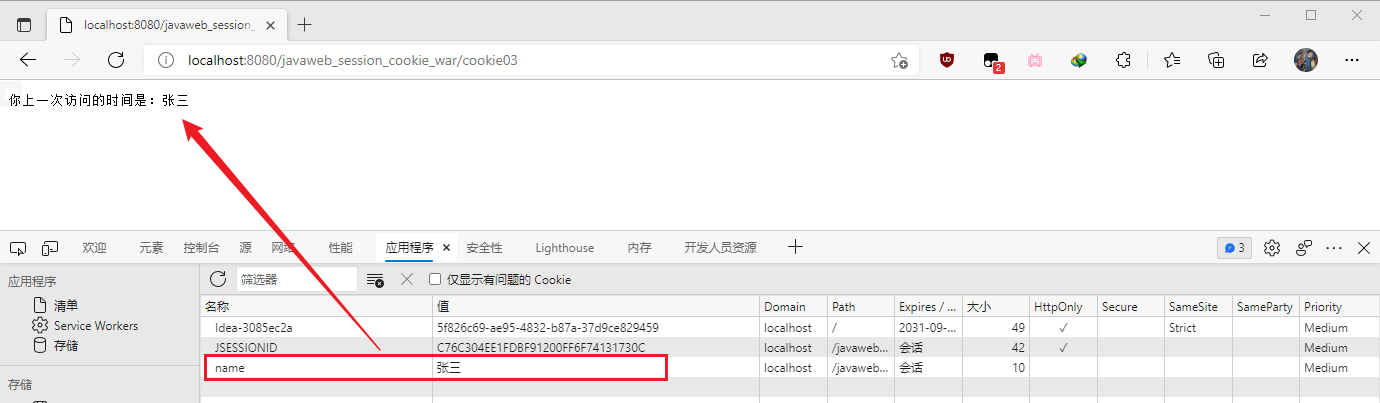 localhost:8080/javaweb_session_
localhost:8080/javaweb_session_cookie_war/cookie03
2
你上一次访问的时间是：张三
欢迎 元素 控制台 源 网络 性能 应用程序 安全性 Lighthouse 内存 开发人员资源 3
应用程序
清单
Service Workers
存储
存储
筛选器 仅显示有问题的 Cookie
名称 值 Domain Path Expires / ... 大小 HttpOnly Secure SameSite SameParty Priority
Idea-3085ec2a 5f826c69-ae95-4832-b87a-37d9ce829459 localhost / 2031-09-... 49 ✓ Strict Medium
JSESSIONID C76C304EE1FDBF91200FF6F74131730C localhost /javaweb... 会话 42 ✓ Medium
name 张三 localhost /javaweb... 会话 10 Medium